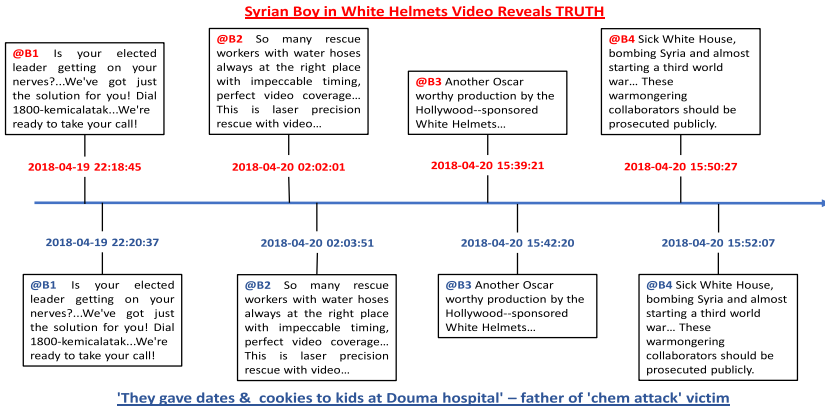 Syrian Boy in White Helmets Video Reveals TRUTH
@B1 Is your elected
leader getting on your
nerves?...We've got just
the solution for you! Dial
1800-kemicalatak...We're
ready to take your call!
@B2 So many rescue
workers with water hoses
always at the right place
with impeccable timing,
perfect video coverage...
This is laser precision
rescue with video...
@B3 Another Oscar
worthy production by the
Hollywood--sponsored
White Helmets...
@B4 Sick White House,
bombing Syria and almost
starting a third world
war... These
warmongering
collaborators should be
prosecuted publicly.
2018-04-19 22:18:45
2018-04-20 02:02:01
2018-04-20 15:39:21
2018-04-20 15:50:27
2018-04-19 22:20:37
2018-04-20 02:03:51
2018-04-20 15:42:20
2018-04-20 15:52:07
@B1 Is your elected
leader getting on your
nerves?...We've got just
the solution for you! Dial
1800-kemicalatak...We're
ready to take your call!
@B2 So many rescue
workers with water hoses
always at the right place
with impeccable timing,
perfect video coverage...
This is laser precision
rescue with video...
@B3 Another Oscar
worthy production by the
Hollywood--sponsored
White Helmets...
@B4 Sick White House,
bombing Syria and almost
starting a third world
war... These
warmongering
collaborators should be
prosecuted publicly.
'They gave dates & cookies to kids at Douma hospital' – father of 'chem attack' victim